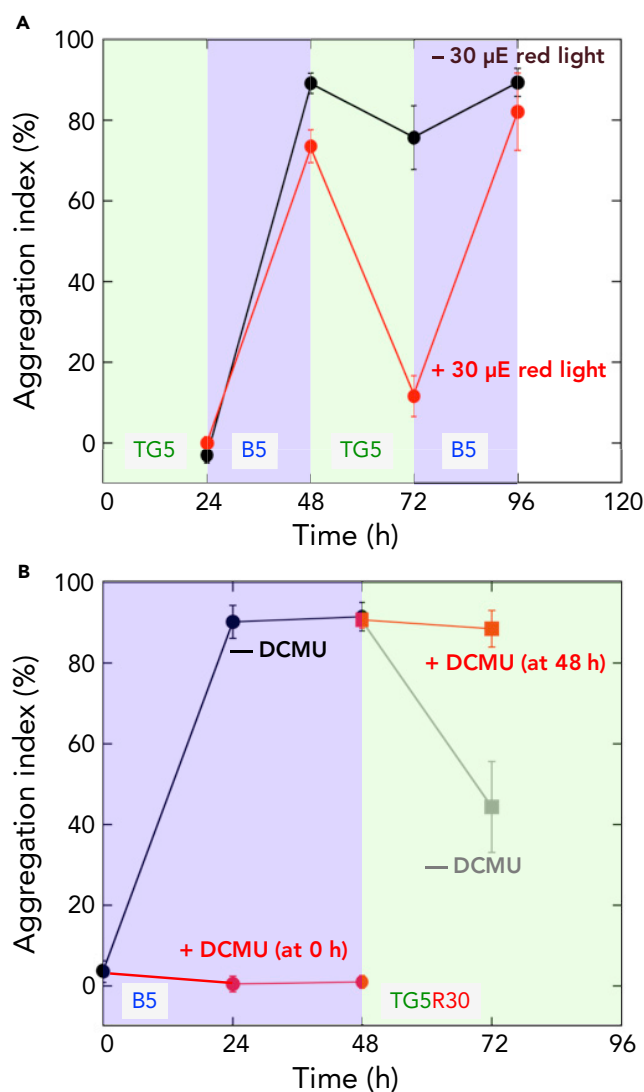 A
100
80
60
40
20
0
Aggregation index (%)
– 30 µE red light
+ 30 µE red light
TG5
B5
TG5
B5
0
24
48
72
96
120
Time (h)
B
100
80
60
40
20
0
Aggregation index (%)
— DCMU
+ DCMU (at 48 h)
— DCMU
+ DCMU (at 0 h)
B5
TG5R30
0
24
48
72
96
Time (h)